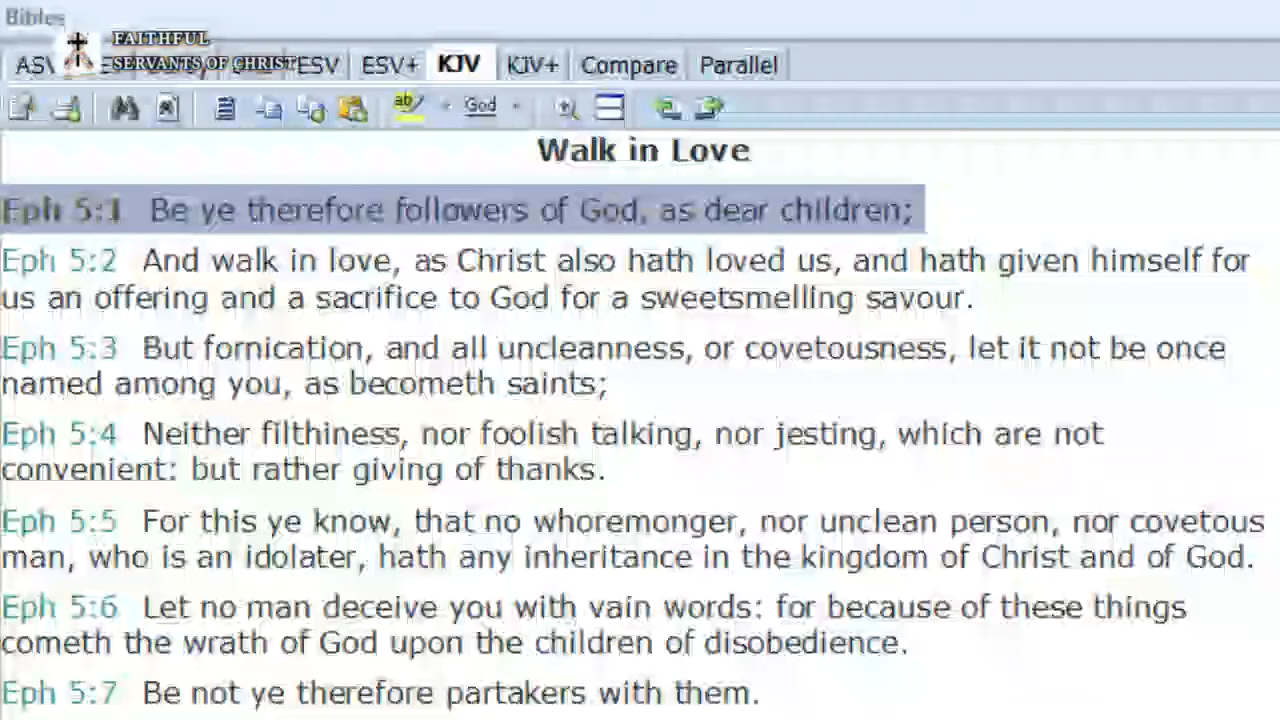 Bibles
FAITHFUL
SERVANTS OF CHRIST
ESV ESV+ KJV KJV+ Compare Parallel
God
Walk in Love
Eph 5:1 Be ye therefore followers of God, as dear children;
Eph 5:2 And walk in love, as Christ also hath loved us, and hath given himself for
us an offering and a sacrifice to God for a sweetsmelling savour.
Eph 5:3 But fornication, and all uncleanness, or covetousness, let it not be once
named among you, as becometh saints;
Eph 5:4 Neither filthiness, nor foolish talking, nor jesting, which are not
convenient: but rather giving of thanks.
Eph 5:5 For this ye know, that no whoremonger, nor unclean person, nor covetous
man, who is an idolater, hath any inheritance in the kingdom of Christ and of God.
Eph 5:6 Let no man deceive you with vain words: for because of these things
cometh the wrath of God upon the children of disobedience.
Eph 5:7 Be not ye therefore partakers with them.